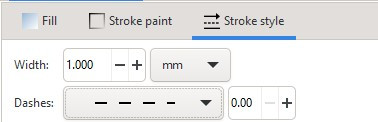 Fill Stroke paint Stroke style
Width: 1.000 mm
Dashes: 0.00